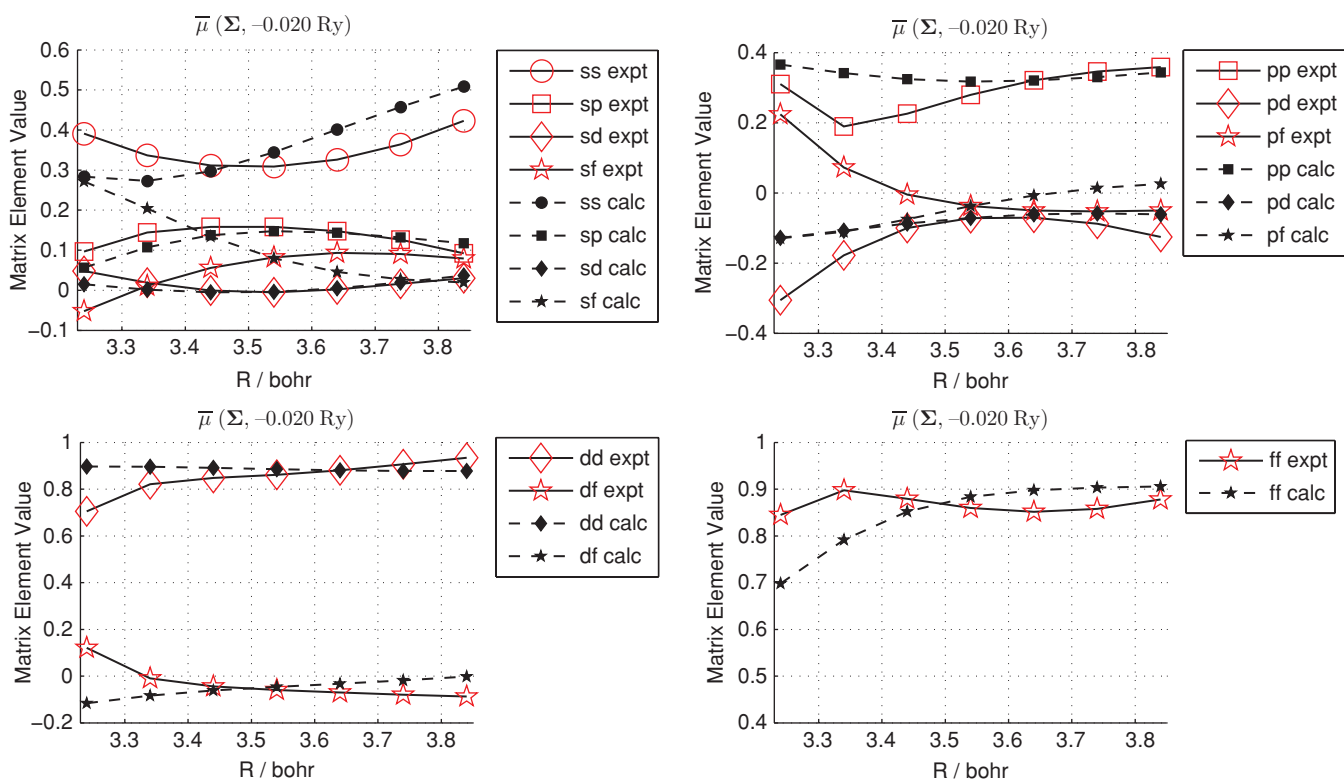 μ̅ (Σ, –0.020 Ry)
Matrix Element Value
0.6
0.5
0.4
0.3
0.2
0.1
0
−0.1
3.3 3.4 3.5 3.6 3.7 3.8
R / bohr
ss expt
sp expt
sd expt
sf expt
ss calc
sp calc
sd calc
sf calc
μ̅ (Σ, –0.020 Ry)
Matrix Element Value
0.4
0.2
0
−0.2
−0.4
3.3 3.4 3.5 3.6 3.7 3.8
R / bohr
pp expt
pd expt
pf expt
pp calc
pd calc
pf calc
μ̅ (Σ, –0.020 Ry)
Matrix Element Value
1
0.8
0.6
0.4
0.2
0
−0.2
3.3 3.4 3.5 3.6 3.7 3.8
R / bohr
dd expt
df expt
dd calc
df calc
μ̅ (Σ, –0.020 Ry)
Matrix Element Value
1
0.9
0.8
0.7
0.6
0.5
0.4
3.3 3.4 3.5 3.6 3.7 3.8
R / bohr
ff expt
ff calc